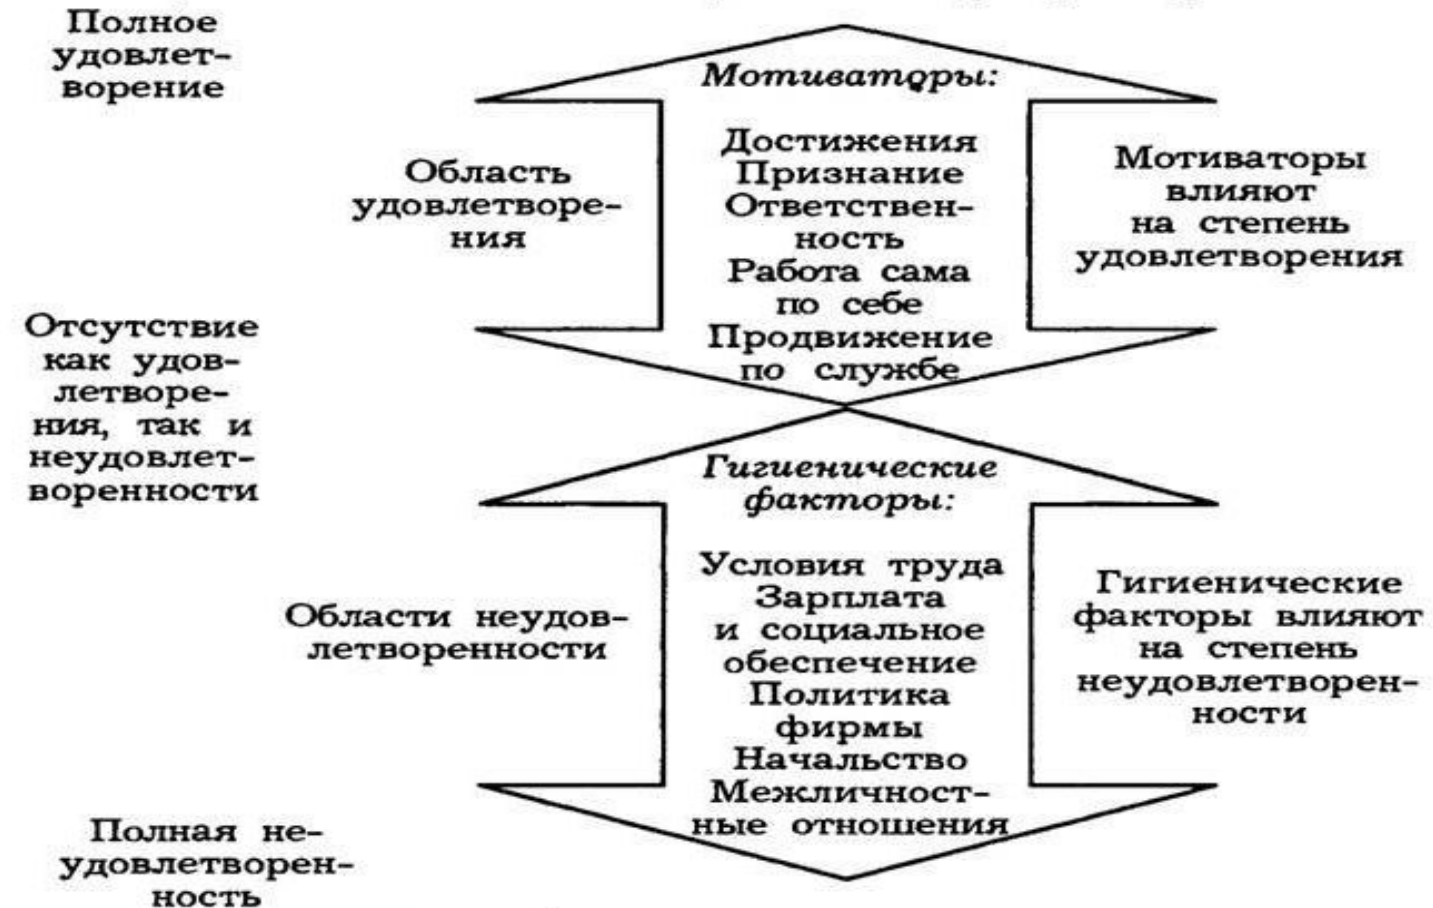 Полное
удовлет-
ворение
Мотиваторы:
Достижения
Признание
Ответствен-
ность
Работа сама
по себе
Продвижение
по службе
Область
удовлетворе-
ния
Мотиваторы
влияют
на степень
удовлетворения
Отсутствие
как удов-
летворе-
ния, так и
неудовлет-
воренности
Гигиенические
факторы:
Условия труда
Зарплата
и социальное
обеспечение
Политика
фирмы
Начальство
Межличност-
ные отношения
Области неудов-
летворенности
Гигиенические
факторы влияют
на степень
неудовлетворен-
ности
Полная не-
удовлетворен-
ность